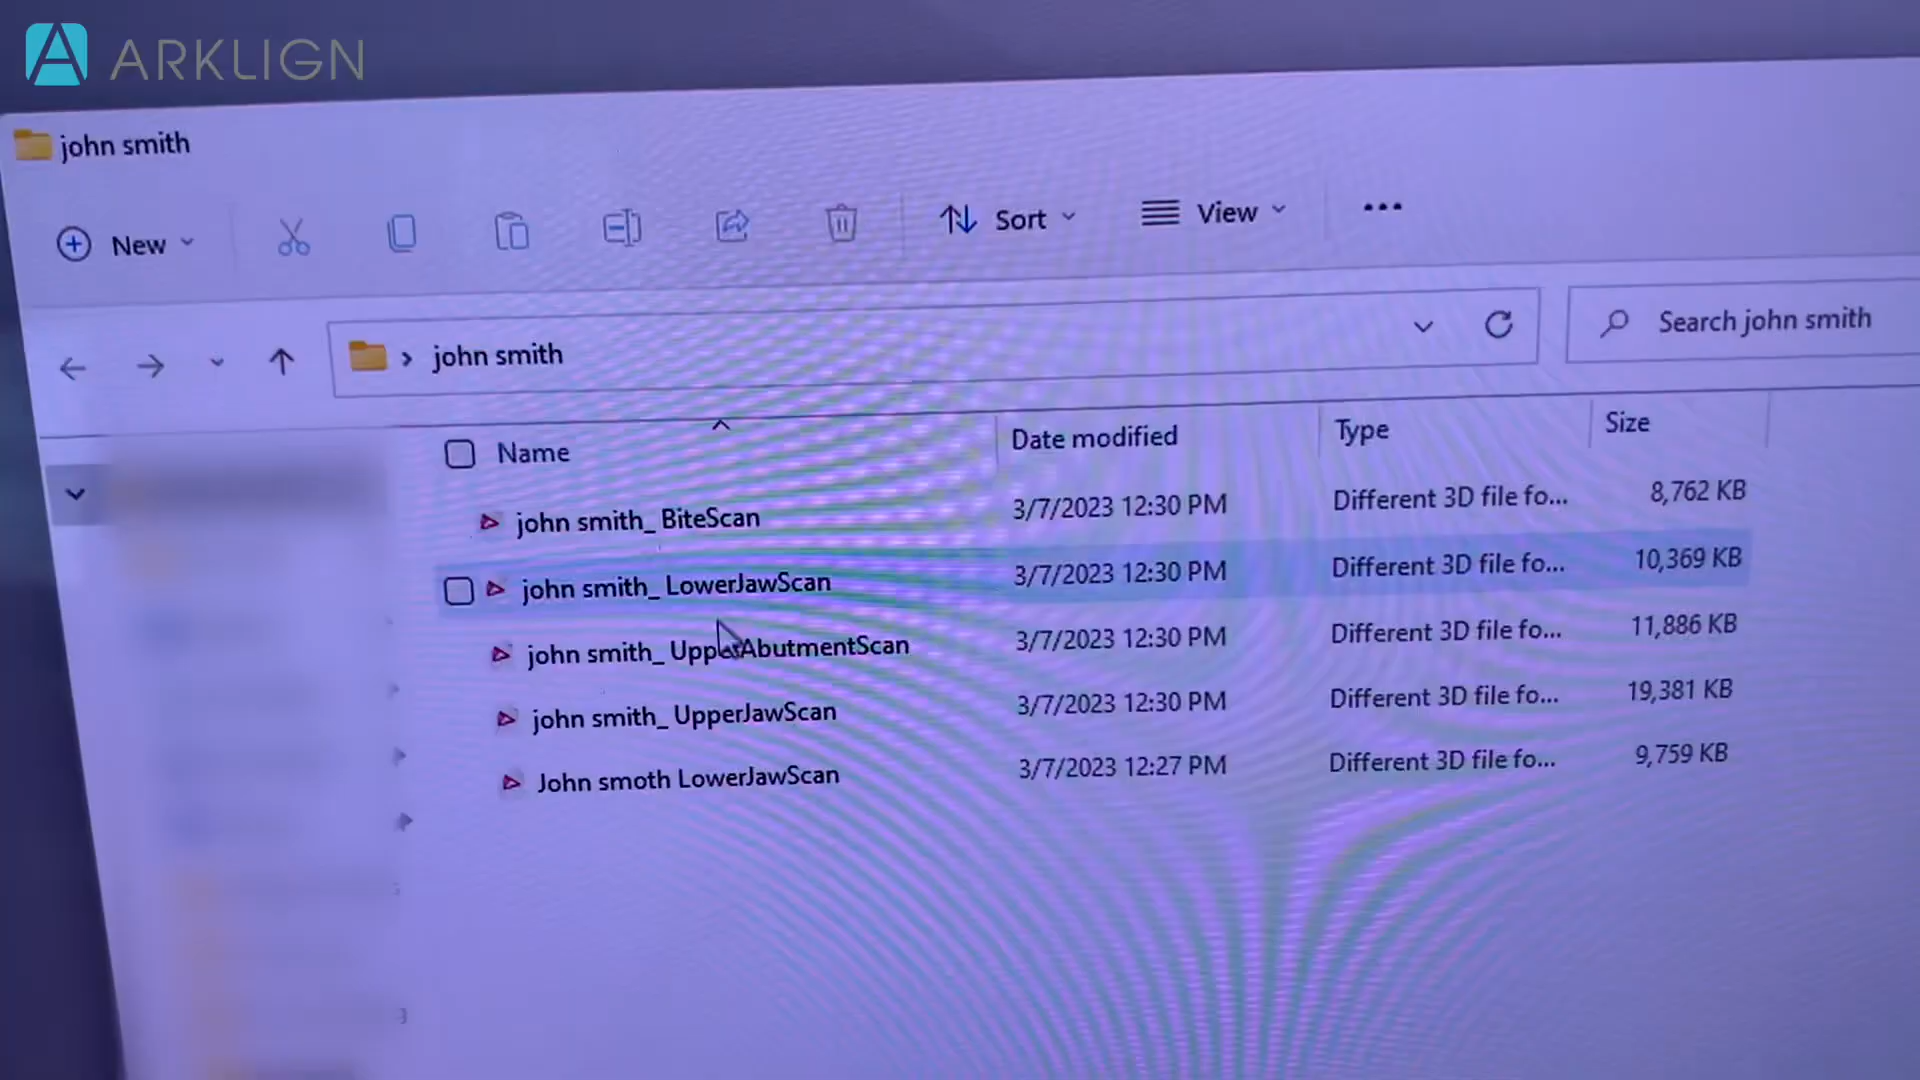 ARKLIGN
john smith
New
Sort
View
john smith
Search john smith
Name Date modified Type Size
john smith_ BiteScan 3/7/2023 12:30 PM Different 3D file fo... 8,762 KB
john smith_ LowerJawScan 3/7/2023 12:30 PM Different 3D file fo... 10,369 KB
john smith_ UpperAbutmentScan 3/7/2023 12:30 PM Different 3D file fo... 11,886 KB
john smith_ UpperJawScan 3/7/2023 12:30 PM Different 3D file fo... 19,381 KB
John smoth LowerJawScan 3/7/2023 12:27 PM Different 3D file fo... 9,759 KB